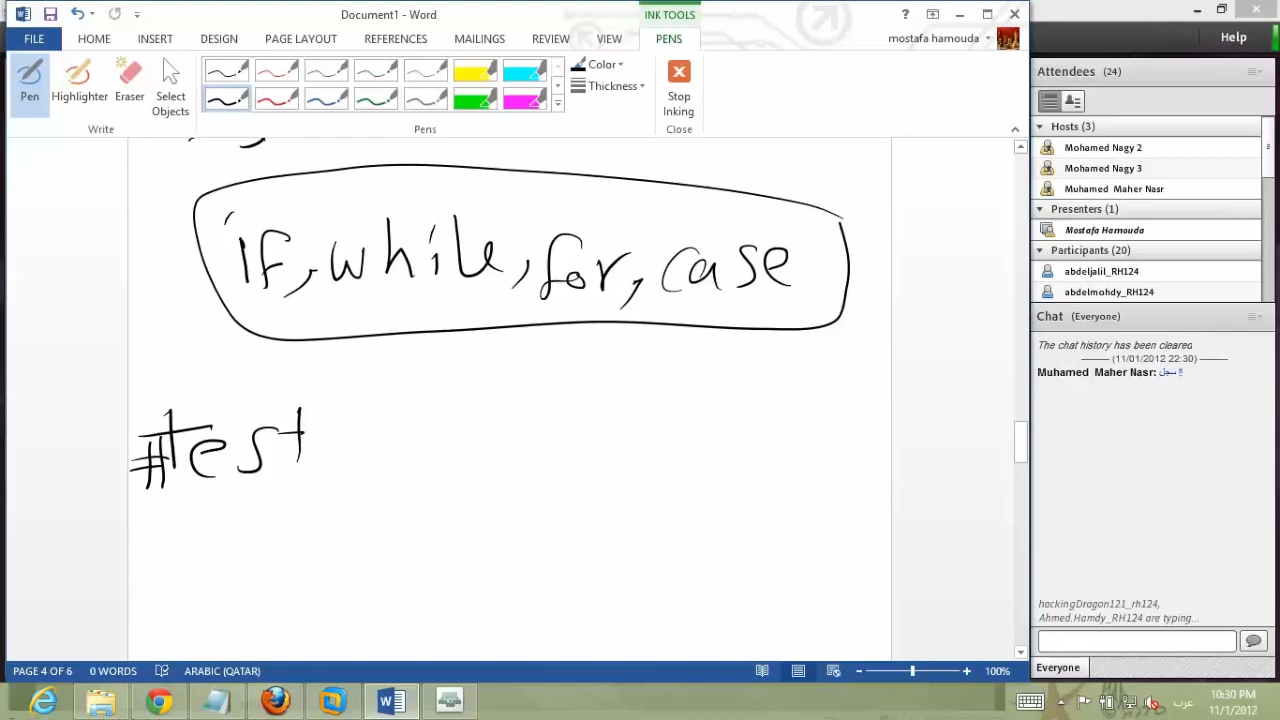 Document1 - Word
INK TOOLS
?
FILE
HOME
INSERT
DESIGN
PAGE LAYOUT
REFERENCES
MAILINGS
REVIEW
VIEW
PENS
mostafa hamouda
Help
Pen
Highlighter
Eraser
Select Objects
Color
Thickness
Stop Inking
Write
Pens
Close
if, while, for, case
#test
Attendees (24)
Hosts (3)
Mohamed Nagy 2
Mohamed Nagy 3
Muhamed Maher Nasr
Presenters (1)
Mostafa Hamouda
Participants (20)
abdeljalil_RH124
abdelmohdy_RH124
Chat (Everyone)
The chat history has been cleared
(11/01/2012 22:30)
Muhamed Maher Nasr: سجل !!
hackingDragon121_rh124,
Ahmed.Hamdy_RH124 are typing...
Everyone
PAGE 4 OF 6
0 WORDS
ARABIC (QATAR)
100%
عرب
10:30 PM
11/1/2012